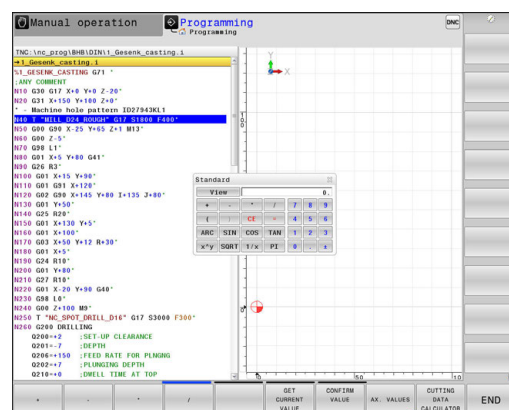 Manual operation
Programming
Programming
DNC
TNC:\nc_prog\BHB\DIN\1_Gesenk_casting.i
→1_Gesenk_casting.i
%1_GESENK_CASTING G71 *
;ANY COMMENT
N10 G30 G17 X+0 Y+0 Z-20*
N20 G31 X+150 Y+100 Z+0*
* - Machine hole pattern ID27943KL1
N40 T "MILL_D24_ROUGH" G17 S1800 F400*
N50 G00 G90 X-25 Y+65 Z+1 M13*
N60 G00 Z-5*
N70 G98 L1*
N80 G01 X+5 Y+80 G41*
N90 G26 R3*
N100 G01 X+15 Y+90*
N110 G01 G91 X+120*
N120 G02 G90 X+145 Y+80 I+135 J+80*
N130 G01 Y+50*
N140 G25 R20*
N150 G01 X+130 Y+5*
N160 G01 X+100*
N170 G03 X+50 Y+12 R+30*
N180 G01 X+5*
N190 G24 R10*
N200 G01 Y+80*
N210 G27 R10*
N220 G01 X-20 Y+90 G40*
N230 G98 L0*
N240 G00 Z+100 M9*
N250 T "NC_SPOT_DRILL_D16" G17 S3000 F300*
N260 G200 DRILLING
Q200=+2 ;SET-UP CLEARANCE
Q201=-7 ;DEPTH
Q206=+150 ;FEED RATE FOR PLNGNG
Q202=+7 ;PLUNGING DEPTH
Q210=+0 ;DWELL TIME AT TOP
Y
X
100
0
0
50
Standard
View
0.
+ - * / 7 8 9
( ) CE = 4 5 6
ARC SIN COS TAN 1 2 3
x^y SQRT 1/x PI 0 . ±
+
-
*
/
GET CURRENT VALUE
CONFIRM VALUE
AX. VALUES
CUTTING DATA CALCULATOR
END